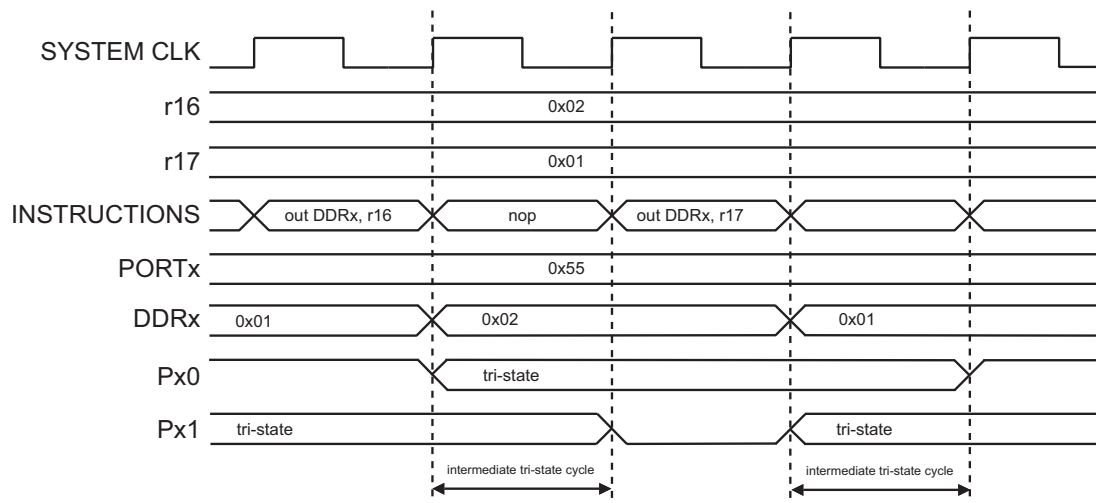 SYSTEM CLK
r16 0x02
r17 0x01
INSTRUCTIONS out DDRx, r16 nop out DDRx, r17
PORTx 0x55
DDRx 0x01 0x02 0x01
Px0 tri-state
Px1 tri-state tri-state
intermediate tri-state cycle intermediate tri-state cycle